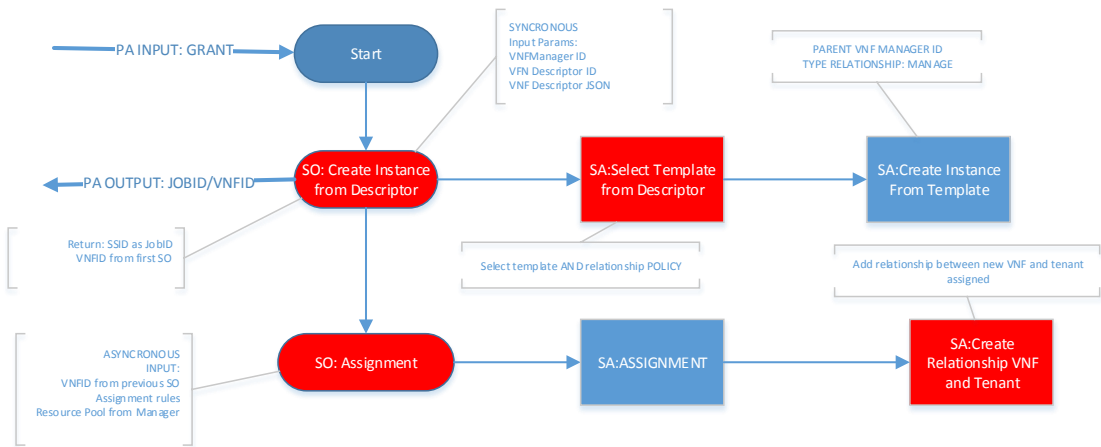 PA INPUT: GRANT
Start
SYNCRONOUS
Input Params:
VNFManager ID
VFN Descriptor ID
VNF Descriptor JSON
PARENT VNF MANAGER ID
TYPE RELATIONSHIP: MANAGE
PA OUTPUT: JOBID/VNFID
SO: Create Instance
from Descriptor
SA:Select Template
from Descriptor
SA:Create Instance
From Template
Return: SSID as JobID
VNFID from first SO
Select template AND relationship POLICY
Add relationship between new VNF and tenant
assigned
ASYNCRONOUS
INPUT:
VNFID from previous SO
Assignment rules
Resource Pool from Manager
SO: Assignment
SA:ASSIGNMENT
SA:Create
Relationship VNF
and Tenant